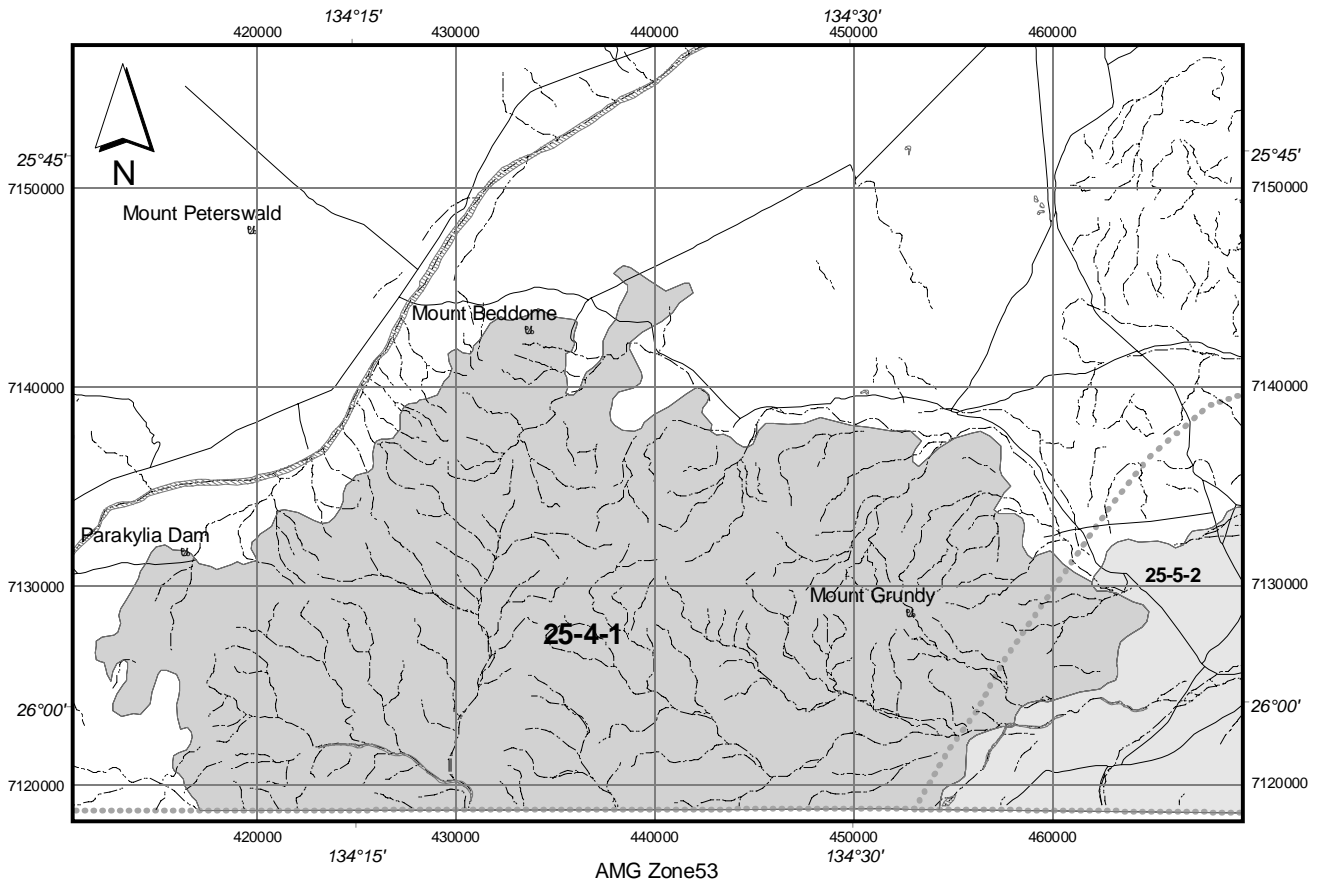 134°15' 134°30'
420000 430000 440000 450000 460000
N
25°45' 25°45'
7150000 7150000
Mount Peterswald
Mount Beddome
7140000 7140000
Parakylia Dam
25-5-2
7130000 7130000
Mount Grundy
25-4-1
26°00' 26°00'
7120000 7120000
420000 430000 440000 450000 460000
134°15' 134°30'
AMG Zone53